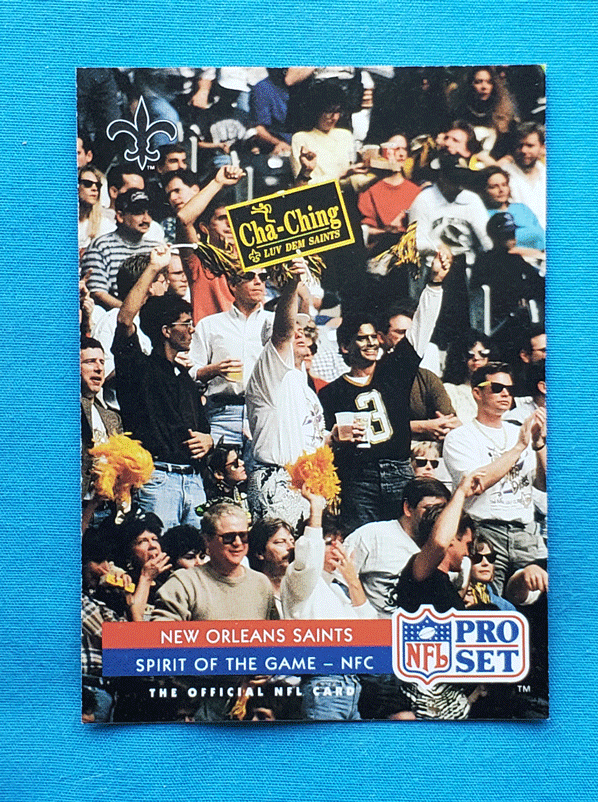 TM
Cha-Ching
LUV DEM SAINTS
3
NEW ORLEANS SAINTS
SPIRIT OF THE GAME – NFC
THE OFFICIAL NFL CARD
NFL
PRO
SET
TM